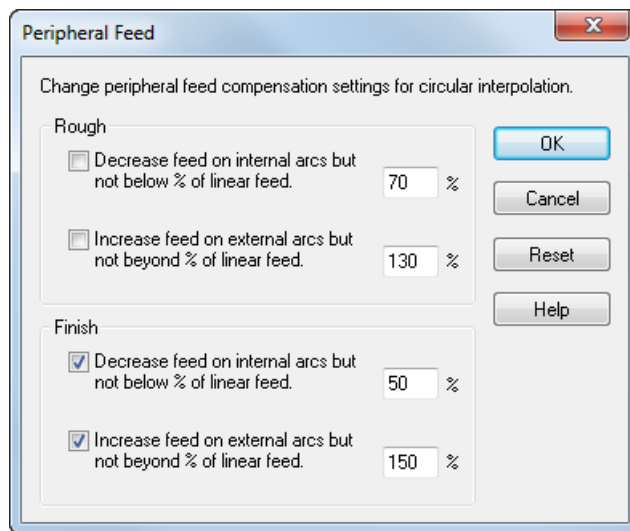 Peripheral Feed
Change peripheral feed compensation settings for circular interpolation.
Rough
Decrease feed on internal arcs but
not below % of linear feed.
70 %
Increase feed on external arcs but
not beyond % of linear feed.
130 %
Finish
Decrease feed on internal arcs but
not below % of linear feed.
50 %
Increase feed on external arcs but
not beyond % of linear feed.
150 %
OK
Cancel
Reset
Help